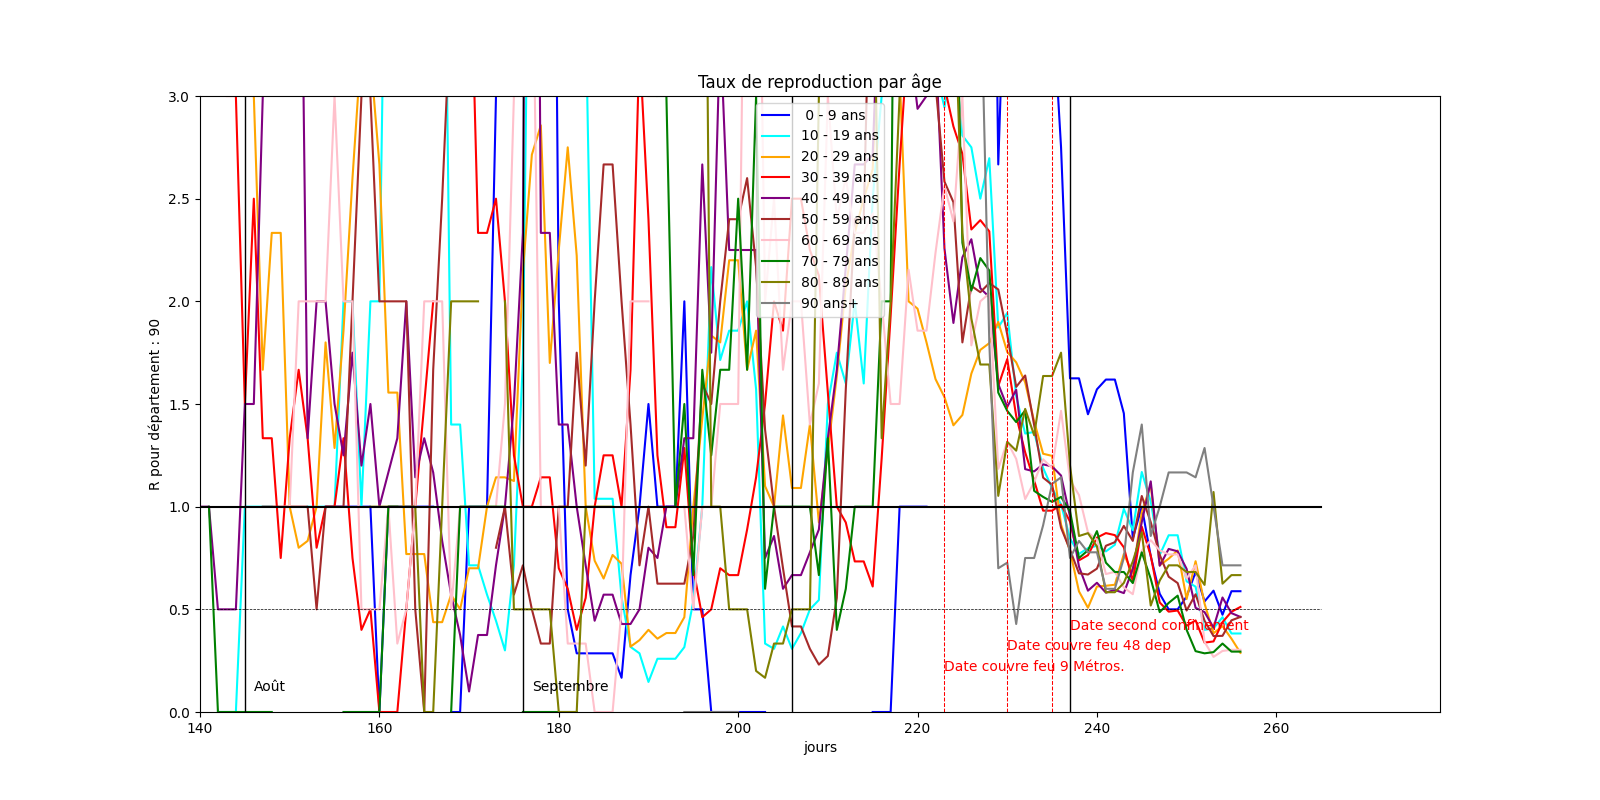 Taux de reproduction par âge
R pour département : 90
3.0
2.5
2.0
1.5
1.0
0.5
0.0
0 - 9 ans
10 - 19 ans
20 - 29 ans
30 - 39 ans
40 - 49 ans
50 - 59 ans
60 - 69 ans
70 - 79 ans
80 - 89 ans
90 ans+
Date second confinement
Date couvre feu 48 dep
Date couvre feu 9 Métros.
Août
Septembre
140 160 180 200 220 240 260
jours